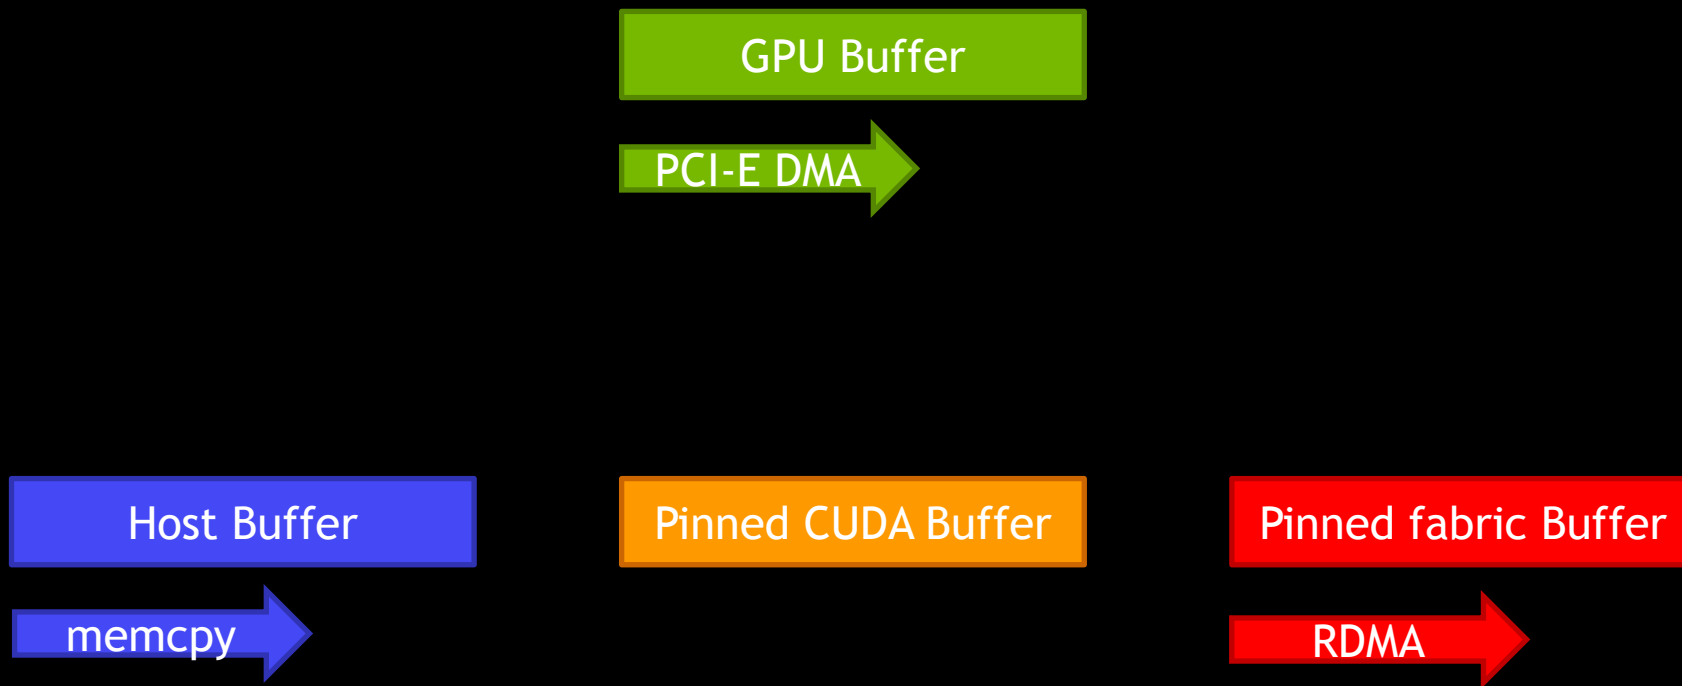 GPU Buffer
PCI-E DMA
Host Buffer
Pinned CUDA Buffer
Pinned fabric Buffer
memcpy
RDMA